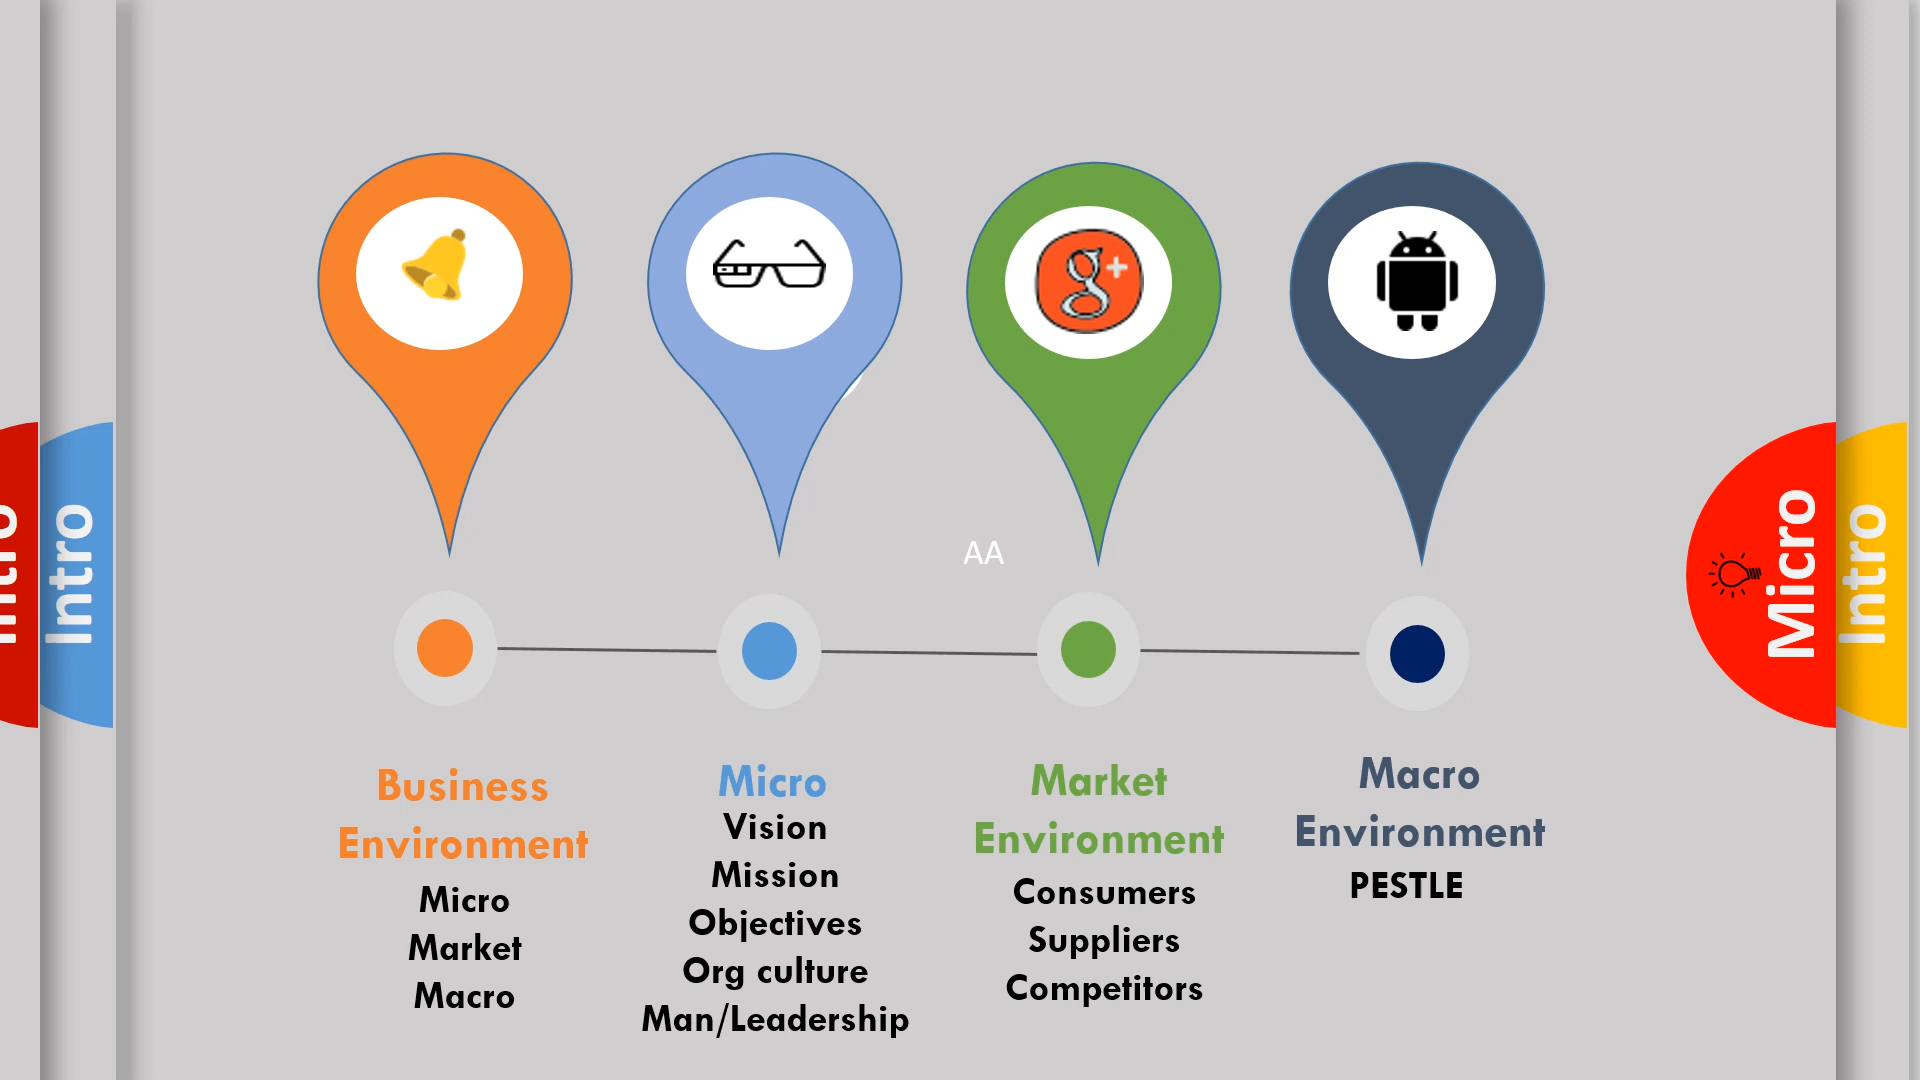 Intro
Intro
g+
AA
Micro
Intro
Business
Environment
Micro
Market
Macro
Micro
Vision
Mission
Objectives
Org culture
Man/Leadership
Market
Environment
Consumers
Suppliers
Competitors
Macro
Environment
PESTLE